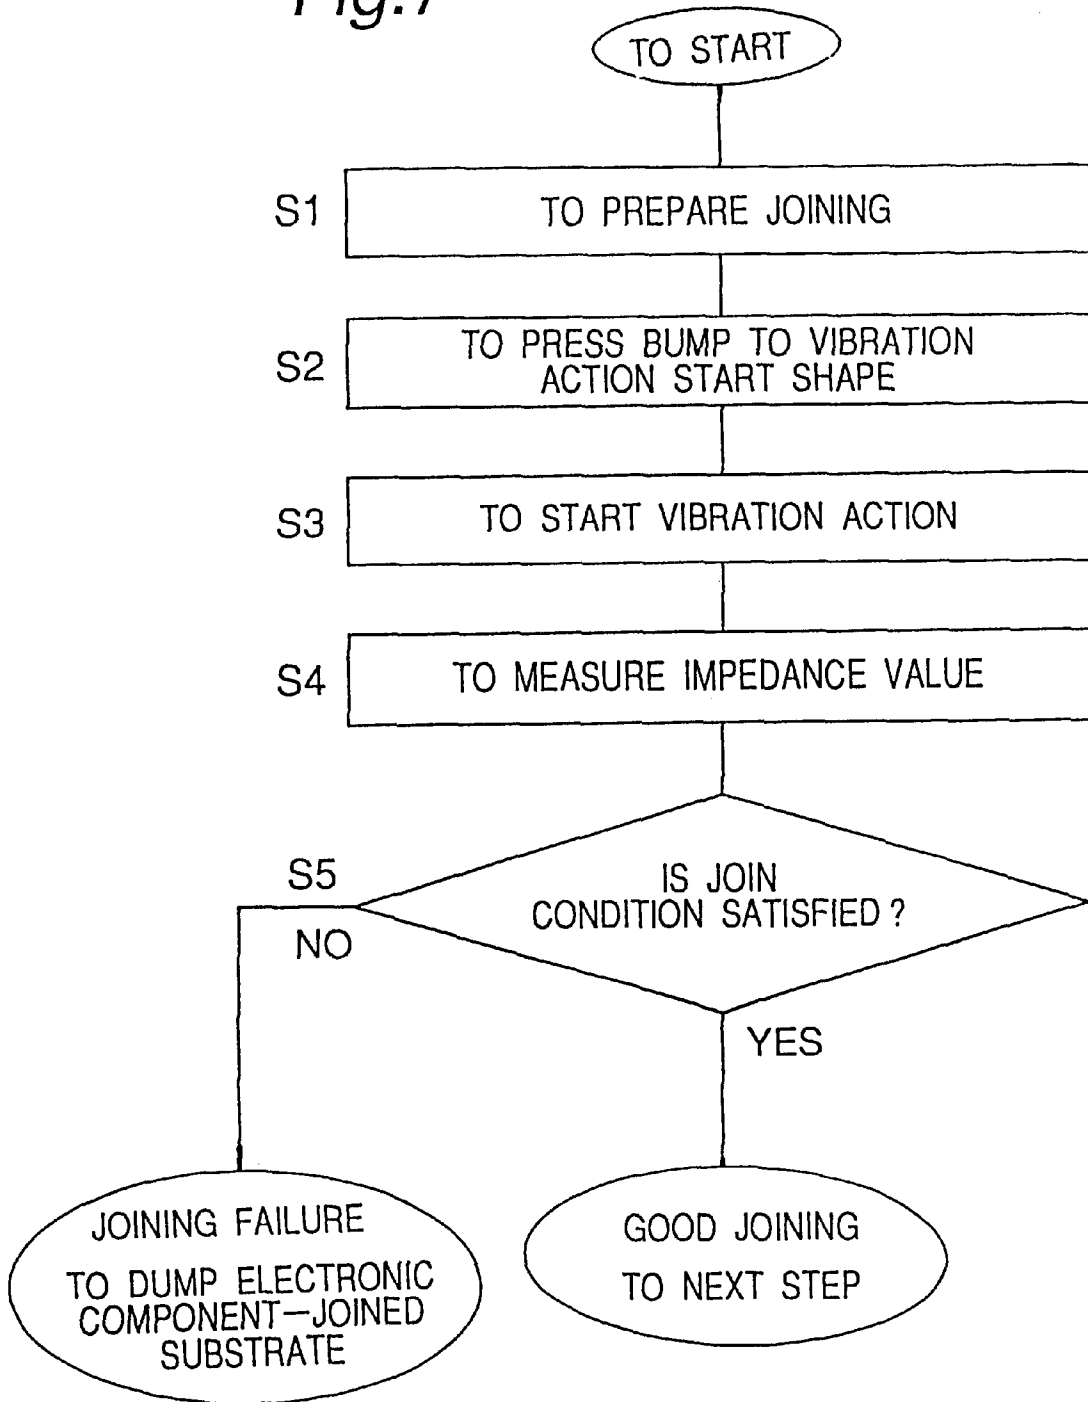 Fig.7
TO START
S1
TO PREPARE JOINING
S2
TO PRESS BUMP TO VIBRATION
ACTION START SHAPE
S3
TO START VIBRATION ACTION
S4
TO MEASURE IMPEDANCE VALUE
S5
IS JOIN
CONDITION SATISFIED ?
NO
YES
JOINING FAILURE
TO DUMP ELECTRONIC
COMPONENT—JOINED
SUBSTRATE
GOOD JOINING
TO NEXT STEP